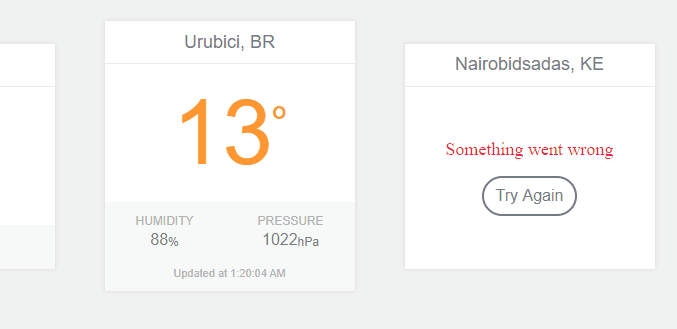 Urubici, BR
13°
HUMIDITY
88%
PRESSURE
1022hPa
Updated at 1:20:04 AM
Nairobidsadas, KE
Something went wrong
Try Again